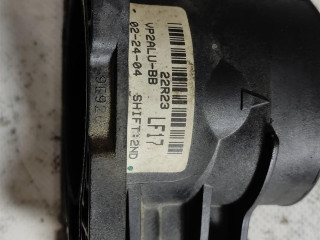 22R23 LF17
VP2ALU-BB
02-24-04 SHIFT:2ND